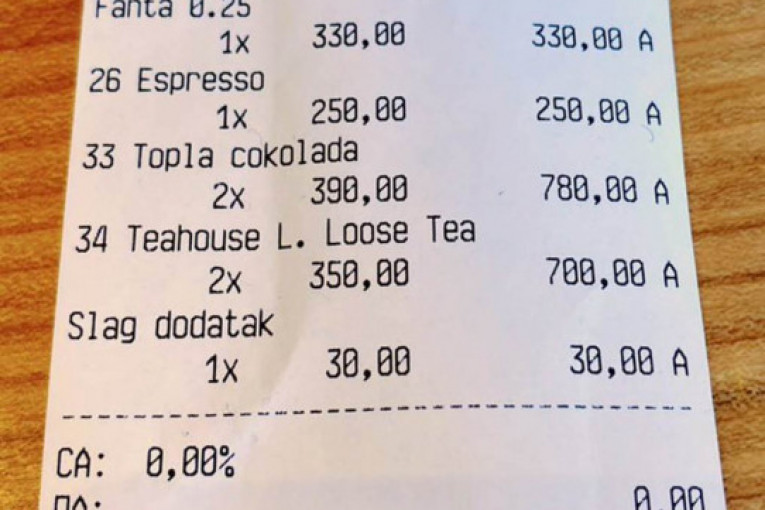 Fanta 0.25
1x 330,00 330,00 A
26 Espresso
1x 250,00 250,00 A
33 Topla cokolada
2x 390,00 780,00 A
34 Teahouse L. Loose Tea
2x 350,00 700,00 A
Slag dodatak
1x 30,00 30,00 A
CA: 0,00%
ПА: 0,00